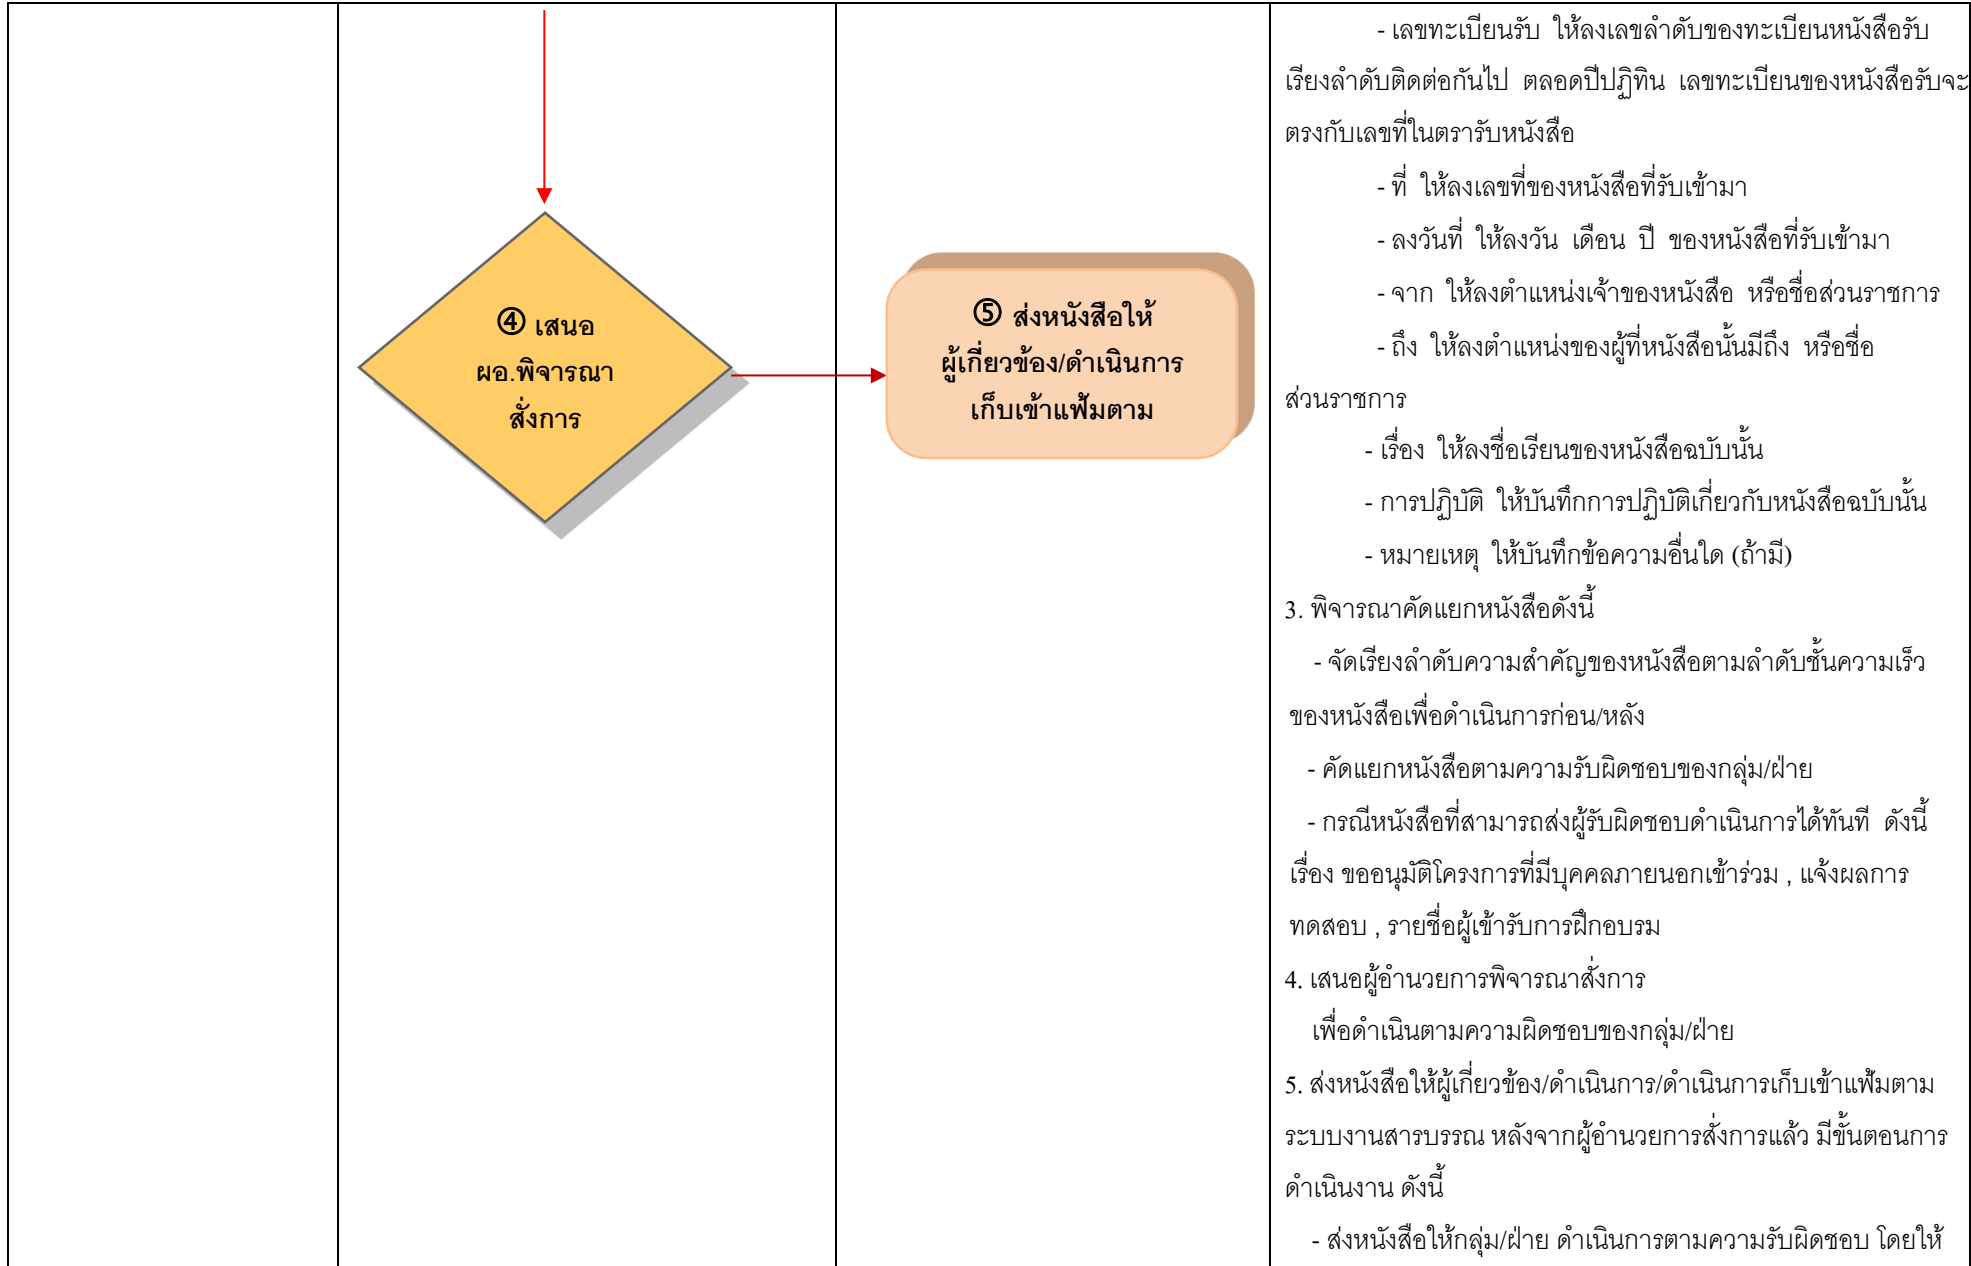 ④ เสนอ
ผอ.พิจารณา
สั่งการ
⑤ ส่งหนังสือให้
ผู้เกี่ยวข้อง/ดำเนินการ
เก็บเข้าแฟ้มตาม
- เลขทะเบียนรับ ให้ลงเลขลำดับของทะเบียนหนังสือรับ
เรียงลำดับติดต่อกันไป ตลอดปีปฏิทิน เลขทะเบียนของหนังสือรับจะ
ตรงกับเลขที่ในตรารับหนังสือ
- ที่ ให้ลงเลขที่ของหนังสือที่รับเข้ามา
- ลงวันที่ ให้ลงวัน เดือน ปี ของหนังสือที่รับเข้ามา
- จาก ให้ลงตำแหน่งเจ้าของหนังสือ หรือชื่อส่วนราชการ
- ถึง ให้ลงตำแหน่งของผู้ที่หนังสือนั้นมีถึง หรือชื่อ
ส่วนราชการ
- เรื่อง ให้ลงชื่อเรียนของหนังสือฉบับนั้น
- การปฏิบัติ ให้บันทึกการปฏิบัติเกี่ยวกับหนังสือฉบับนั้น
- หมายเหตุ ให้บันทึกข้อความอื่นใด (ถ้ามี)
3. พิจารณาคัดแยกหนังสือดังนี้
- จัดเรียงลำดับความสำคัญของหนังสือตามลำดับชั้นความเร็ว
ของหนังสือเพื่อดำเนินการก่อน/หลัง
- คัดแยกหนังสือตามความรับผิดชอบของกลุ่ม/ฝ่าย
- กรณีหนังสือที่สามารถส่งผู้รับผิดชอบดำเนินการได้ทันที ดังนี้
เรื่อง ขออนุมัติโครงการที่มีบุคคลภายนอกเข้าร่วม , แจ้งผลการ
ทดสอบ , รายชื่อผู้เข้ารับการฝึกอบรม
4. เสนอผู้อำนวยการพิจารณาสั่งการ
เพื่อดำเนินตามความผิดชอบของกลุ่ม/ฝ่าย
5. ส่งหนังสือให้ผู้เกี่ยวข้อง/ดำเนินการ/ดำเนินการเก็บเข้าแฟ้มตาม
ระบบงานสารบรรณ หลังจากผู้อำนวยการสั่งการแล้ว มีขั้นตอนการ
ดำเนินงาน ดังนี้
- ส่งหนังสือให้กลุ่ม/ฝ่าย ดำเนินการตามความรับผิดชอบ โดยให้